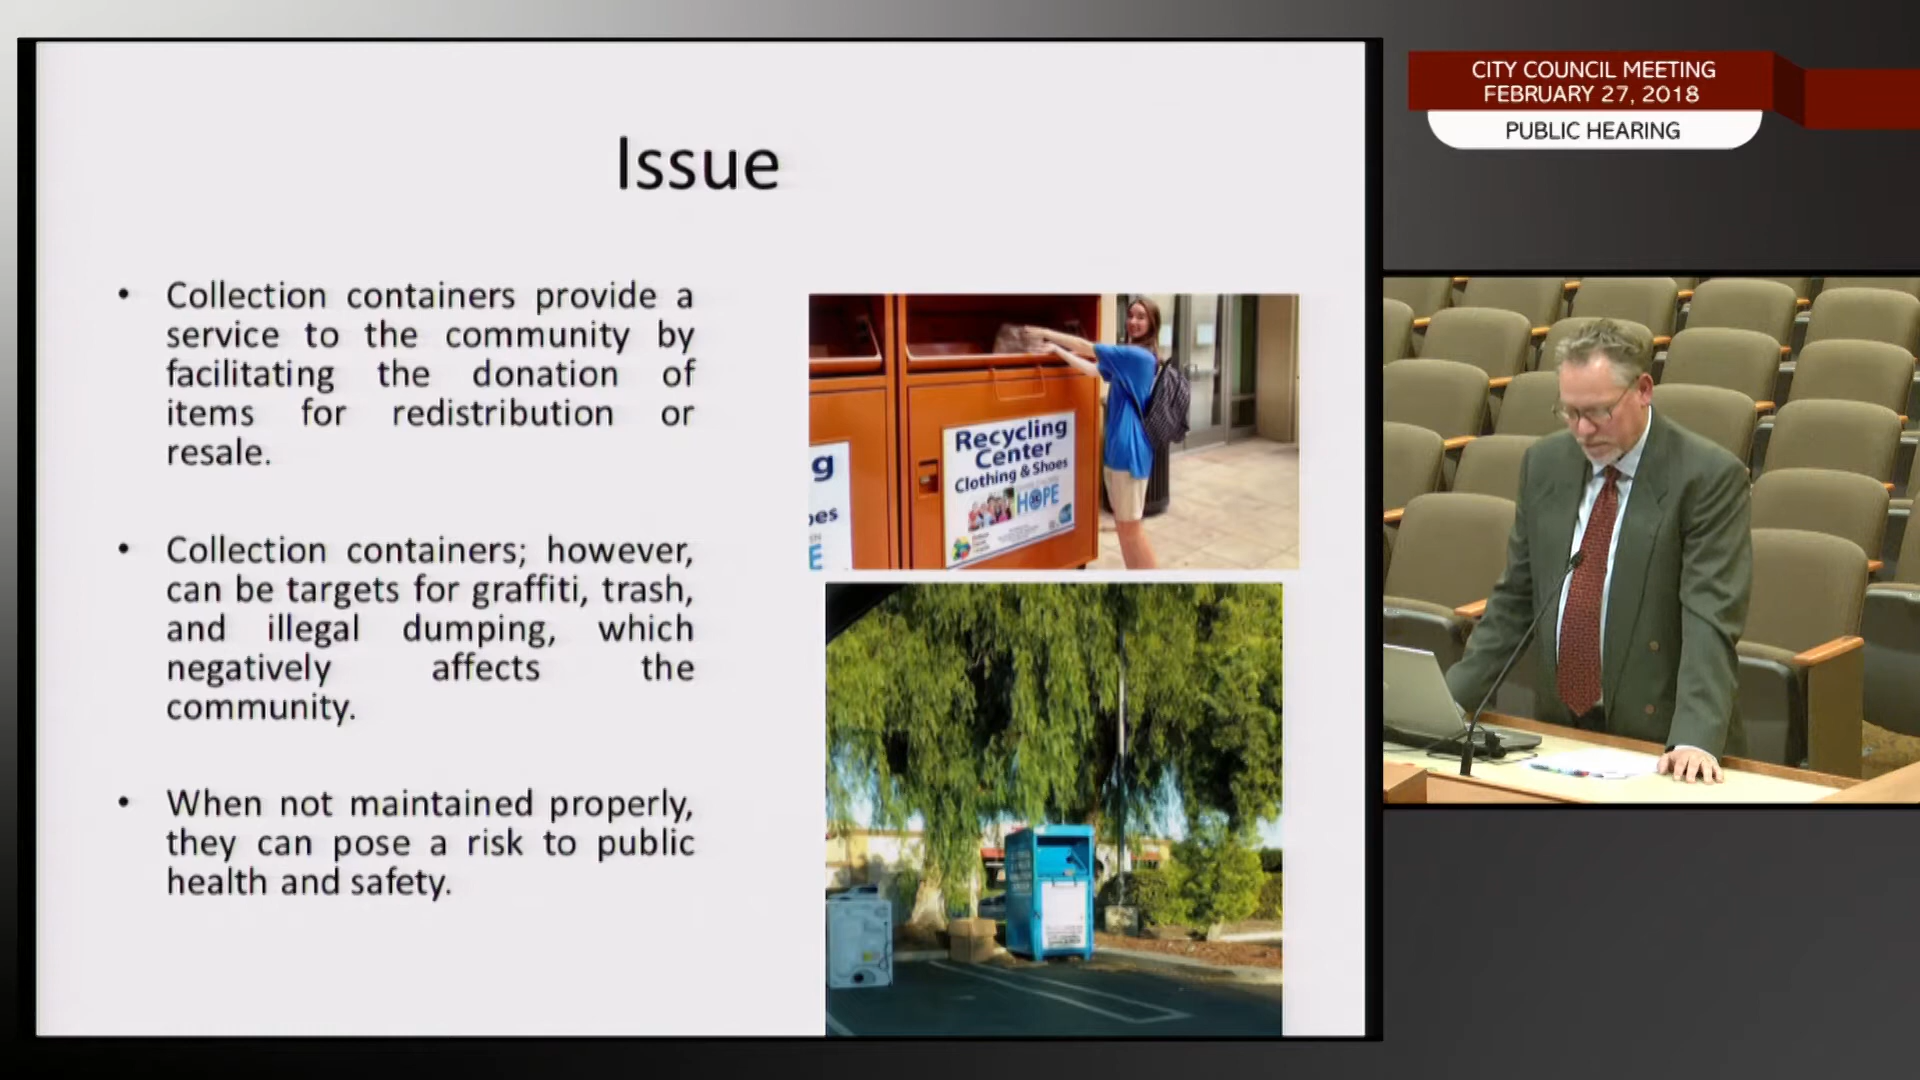 Issue
• Collection containers provide a
service to the community by
facilitating the donation of
items for redistribution or
resale.
• Collection containers; however,
can be targets for graffiti, trash,
and illegal dumping, which
negatively affects the
community.
• When not maintained properly,
they can pose a risk to public
health and safety.
Recycling
Center
Clothing & Shoes
HOPE
g
oes
E
CITY COUNCIL MEETING
FEBRUARY 27, 2018
PUBLIC HEARING